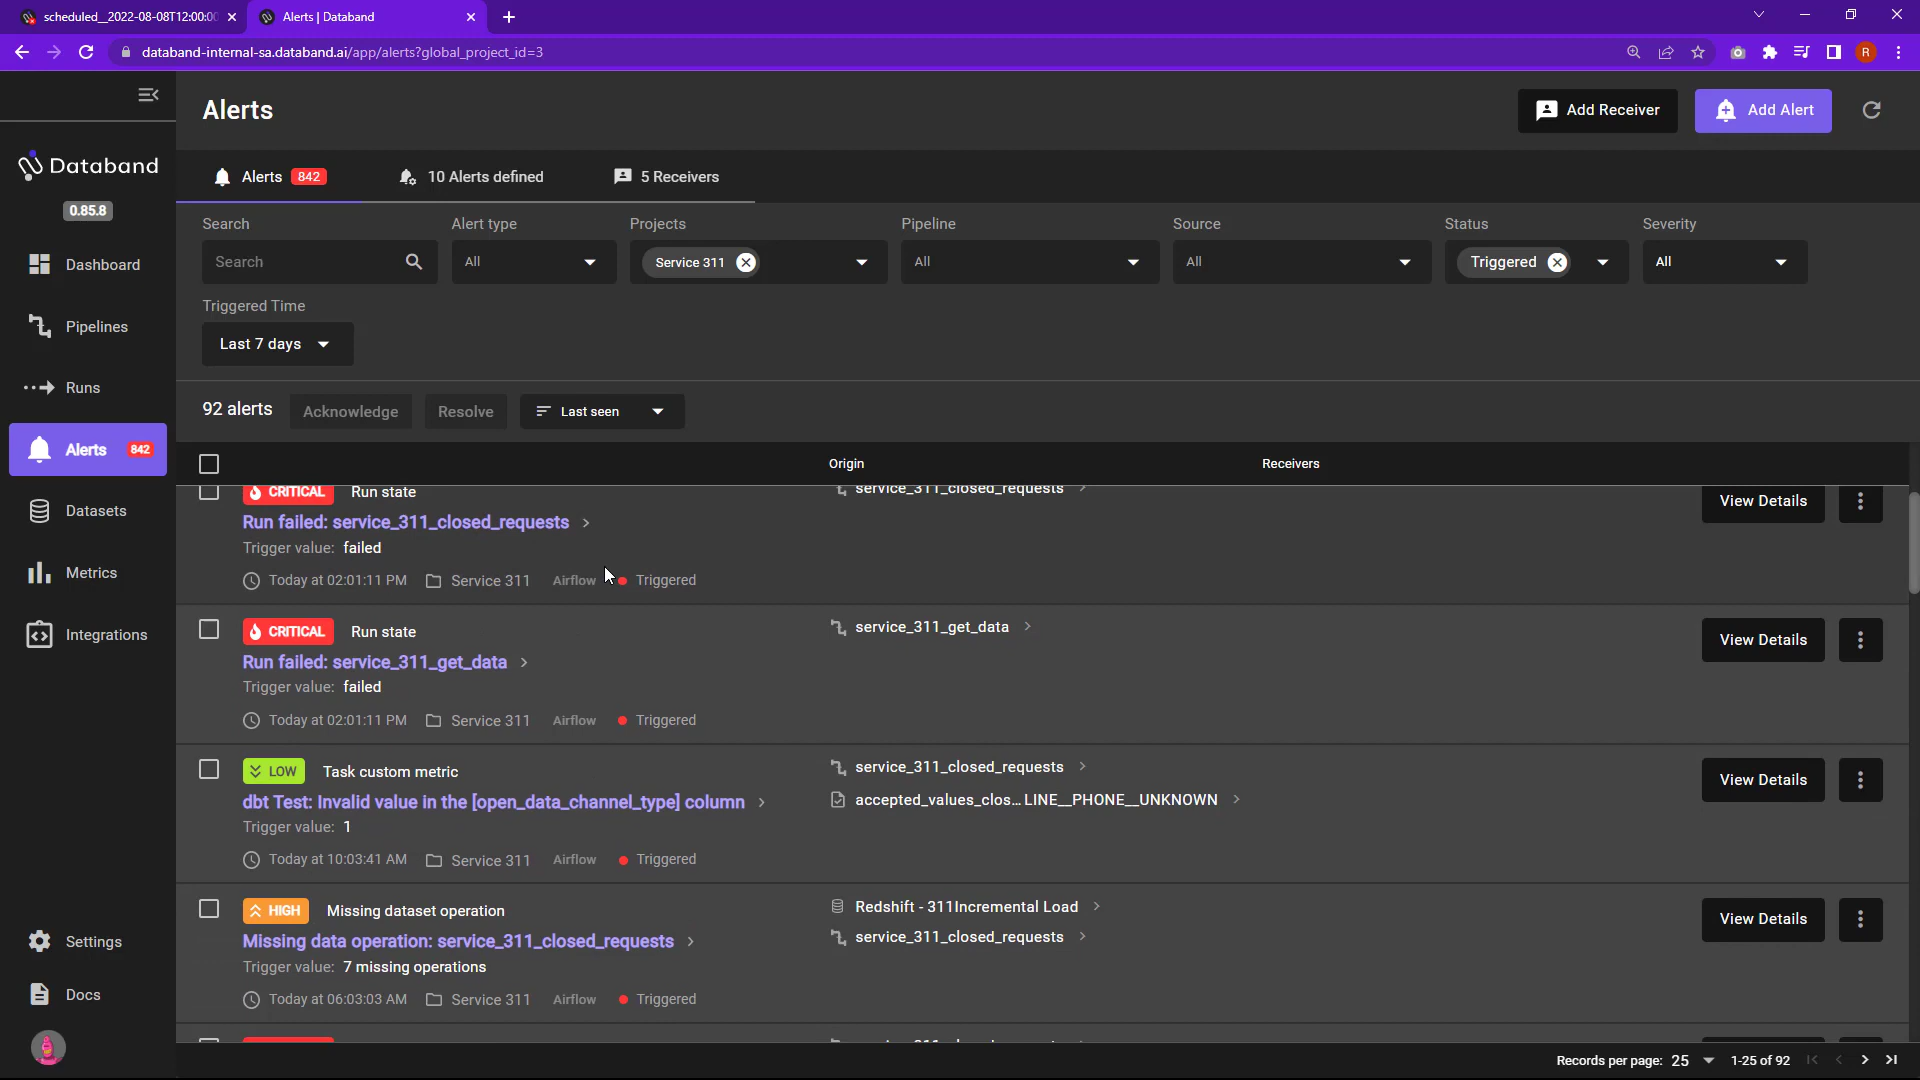 scheduled__2022-08-08T12:00:00
Alerts | Databand
databand-internal-sa.databand.ai/app/alerts?global_project_id=3
R
Databand
0.85.8
Dashboard
Pipelines
Runs
Alerts 842
Datasets
Metrics
Integrations
Settings
Docs
Alerts
Add Receiver
Add Alert
Alerts 842
10 Alerts defined
5 Receivers
Search
Alert type
Projects
Pipeline
Source
Status
Severity
Search
All
Service 311
All
All
Triggered
All
Triggered Time
Last 7 days
92 alerts
Acknowledge
Resolve
Last seen
Origin
Receivers
CRITICAL Run state
service_311_closed_requests
View Details
Run failed: service_311_closed_requests
Trigger value: failed
Today at 02:01:11 PM Service 311 Airflow Triggered
CRITICAL Run state
service_311_get_data
View Details
Run failed: service_311_get_data
Trigger value: failed
Today at 02:01:11 PM Service 311 Airflow Triggered
LOW Task custom metric
service_311_closed_requests
View Details
dbt Test: Invalid value in the [open_data_channel_type] column
accepted_values_clos... LINE__PHONE__UNKNOWN
Trigger value: 1
Today at 10:03:41 AM Service 311 Airflow Triggered
HIGH Missing dataset operation
Redshift - 311Incremental Load
View Details
Missing data operation: service_311_closed_requests
service_311_closed_requests
Trigger value: 7 missing operations
Today at 06:03:03 AM Service 311 Airflow Triggered
Records per page: 25 1-25 of 92